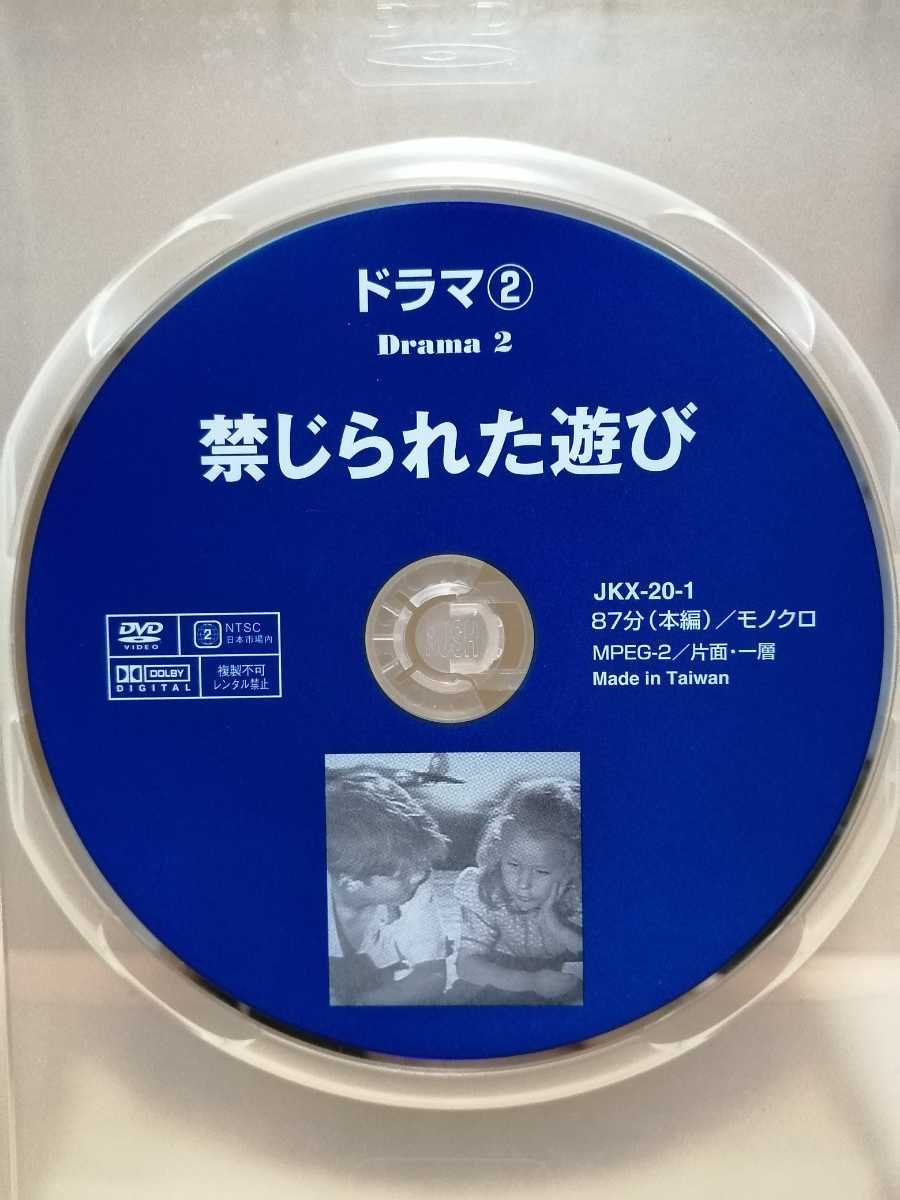 DVD
ドラマ②
Drama 2
禁じられた遊び
DVD
VIDEO
2
NTSC
日本市場内
DOLBY
DIGITAL
複製不可
レンタル禁止
PUSH
JKX-20-1
87分(本編)／モノクロ
MPEG-2／片面・一層
Made in Taiwan